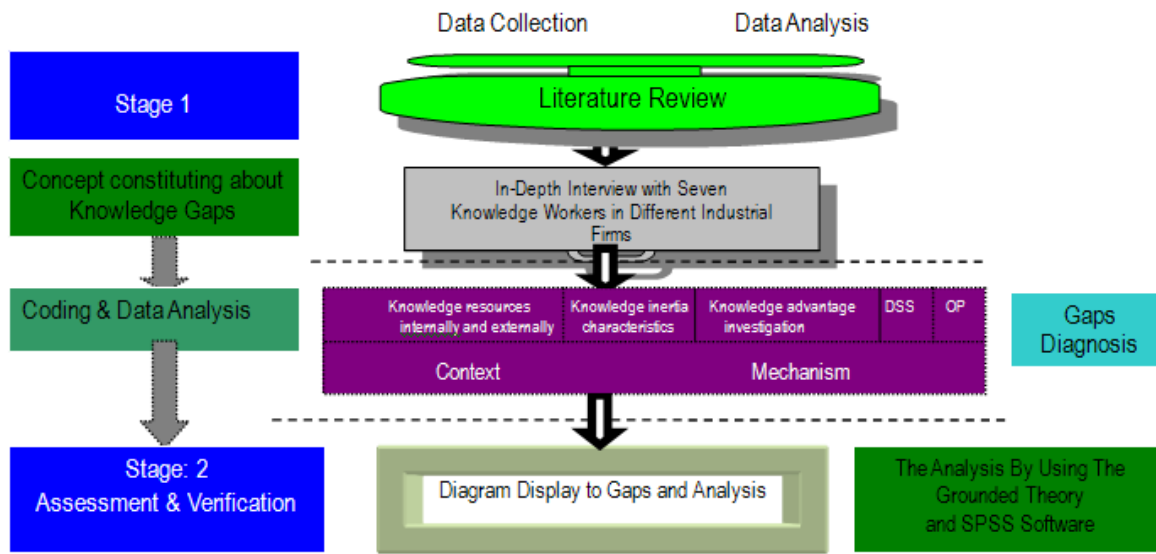 Data Collection
Data Analysis
Stage 1
Literature Review
Concept constituting about
Knowledge Gaps
In-Depth Interview with Seven
Knowledge Workers in Different Industrial
Firms
Coding & Data Analysis
Knowledge resources
internally and externally
Knowledge inertia
characteristics
Knowledge advantage
investigation
DSS
OP
Context
Mechanism
Gaps
Diagnosis
Stage: 2
Assessment & Verification
Diagram Display to Gaps and Analysis
The Analysis By Using The
Grounded Theory
and SPSS Software